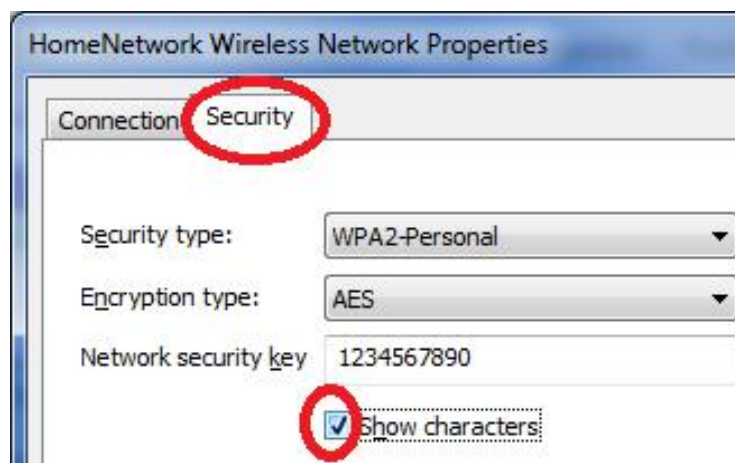 HomeNetwork Wireless Network Properties
Connection Security
Security type: WPA2-Personal
Encryption type: AES
Network security key 1234567890
Show characters